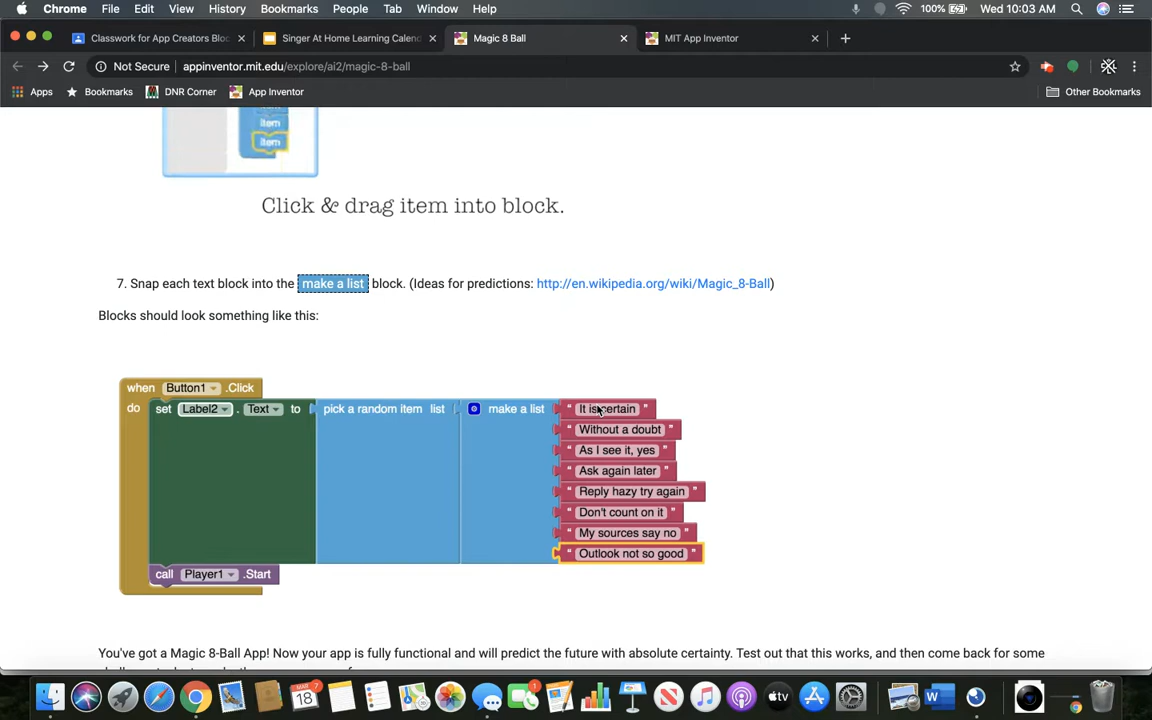 Chrome File Edit View History Bookmarks People Tab Window Help 100% Wed 10:03 AM
Classwork for App Creators Bloc Singer At Home Learning Calend Magic 8 Ball MIT App Inventor
Not Secure appinventor.mit.edu/explore/ai2/magic-8-ball
Apps Bookmarks DNR Corner App Inventor Other Bookmarks
item
item
Click & drag item into block.
7. Snap each text block into the make a list block. (Ideas for predictions: http://en.wikipedia.org/wiki/Magic_8-Ball)
Blocks should look something like this:
when Button1 .Click
do set Label2 . Text to pick a random item list make a list " It is certain "
" Without a doubt "
" As I see it, yes "
" Ask again later "
" Reply hazy try again "
" Don't count on it "
" My sources say no "
" Outlook not so good "
call Player1 .Start
You've got a Magic 8-Ball App! Now your app is fully functional and will predict the future with absolute certainty. Test out that this works, and then come back for some
MAR 7
18
1
tv
W